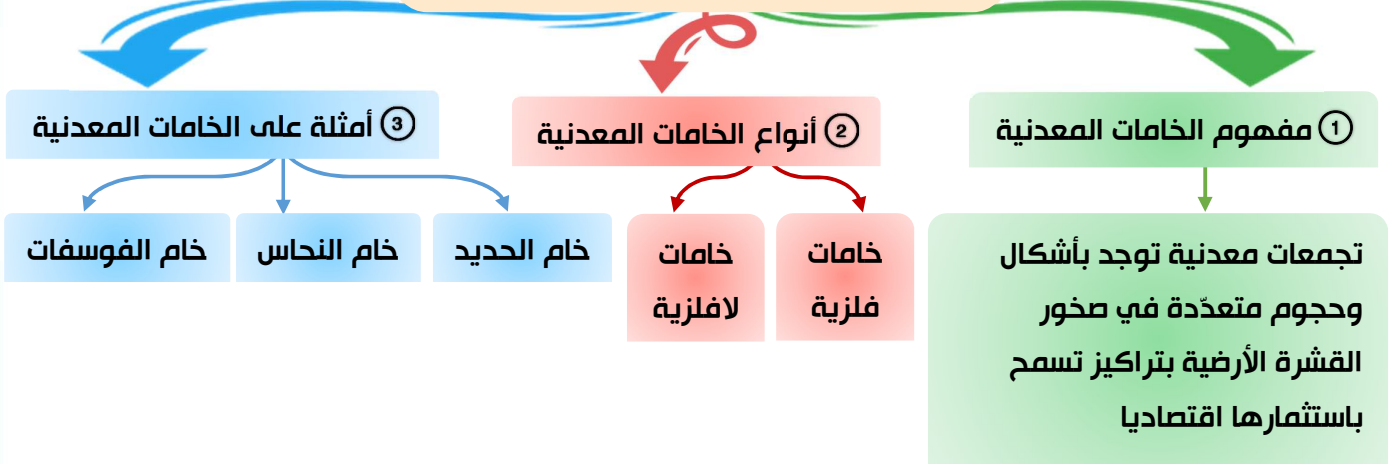 ① مفهوم الخامات المعدنية
تجمعات معدنية توجد بأشكال
وحجوم متعدّدة في صخور
القشرة الأرضية بتراكيز تسمح
باستثمارها اقتصاديا
② أنواع الخامات المعدنية
خامات
فلزية
خامات
لافلزية
③ أمثلة على الخامات المعدنية
خام الحديد
خام النحاس
خام الفوسفات